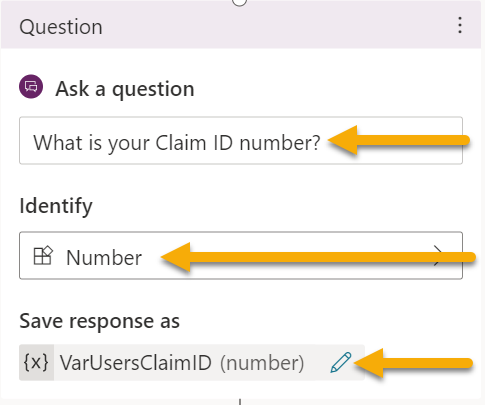 Question
Ask a question
What is your Claim ID number?
Identify
Number
Save response as
{x} VarUsersClaimID (number)